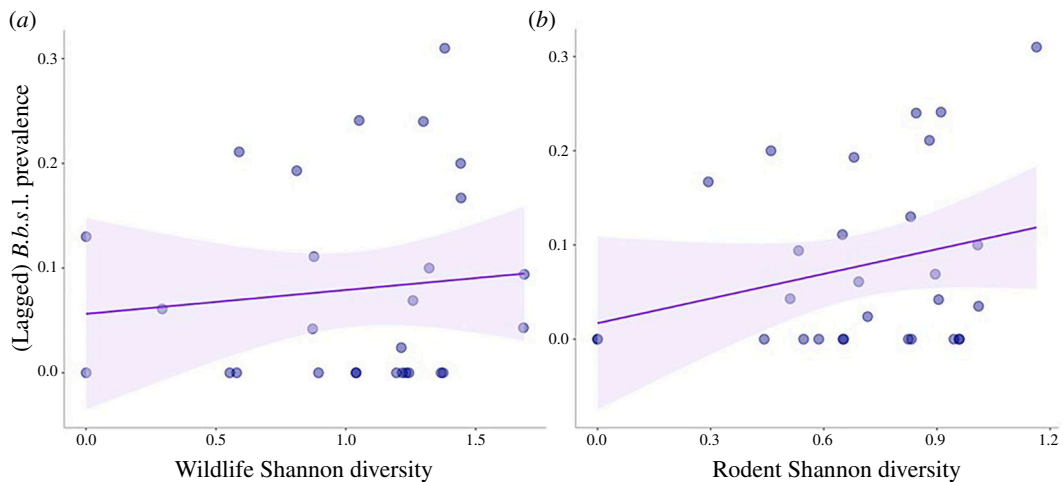 (a)
(b)
(Lagged) B.b.s.l. prevalence
0.3
0.2
0.1
0.0
0.0 0.5 1.0 1.5
Wildlife Shannon diversity
0.3
0.2
0.1
0.0
0.0 0.3 0.6 0.9 1.2
Rodent Shannon diversity